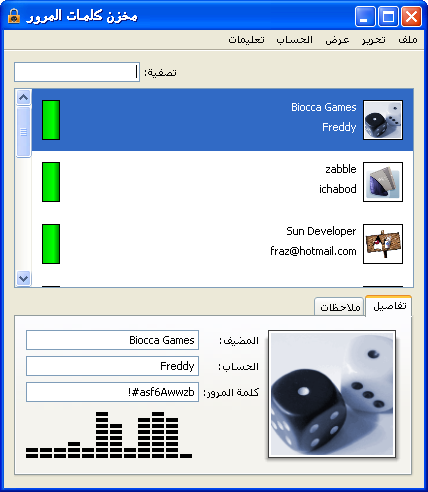 مخزن كلمات المرور
ملف تحرير عرض الحساب تعليمات
تصفية:
Biocca Games
Freddy
zabble
ichabod
Sun Developer
fraz@hotmail.com
تفاصيل ملاحظات
المضيف: Biocca Games
الحساب: Freddy
كلمة المرور: !#asf6Awwzb